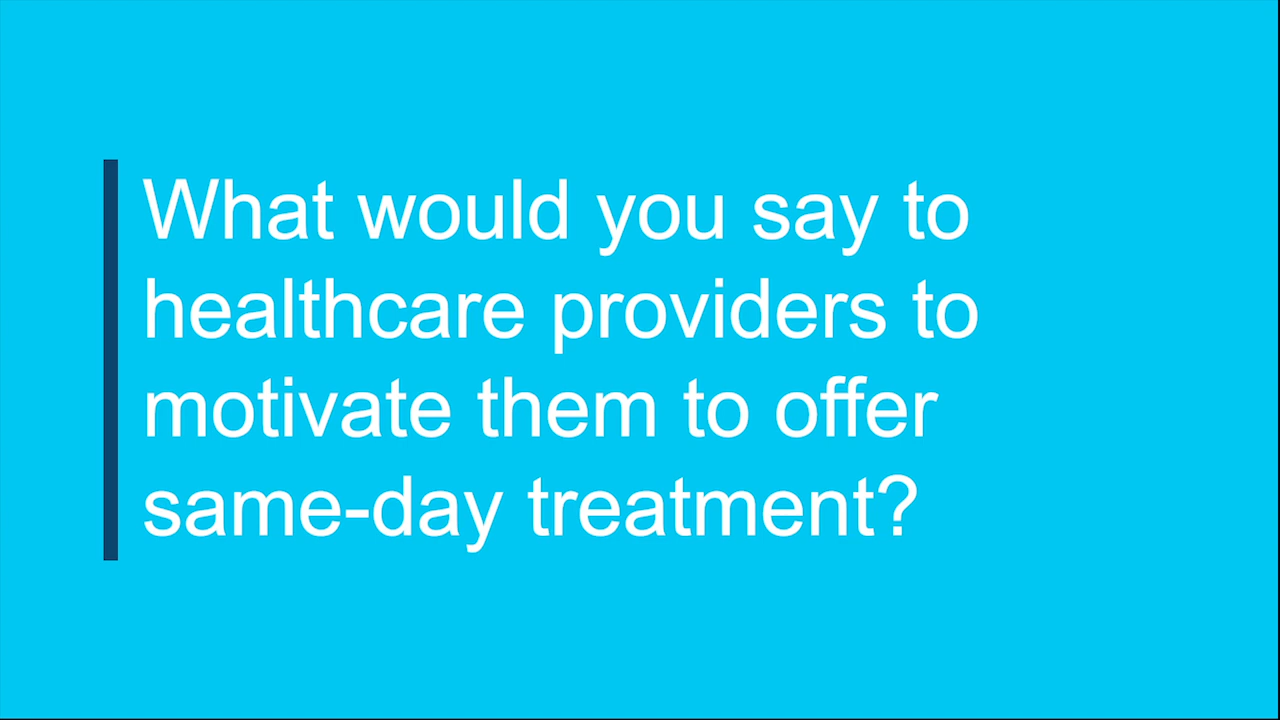 What would you say to
healthcare providers to
motivate them to offer
same-day treatment?